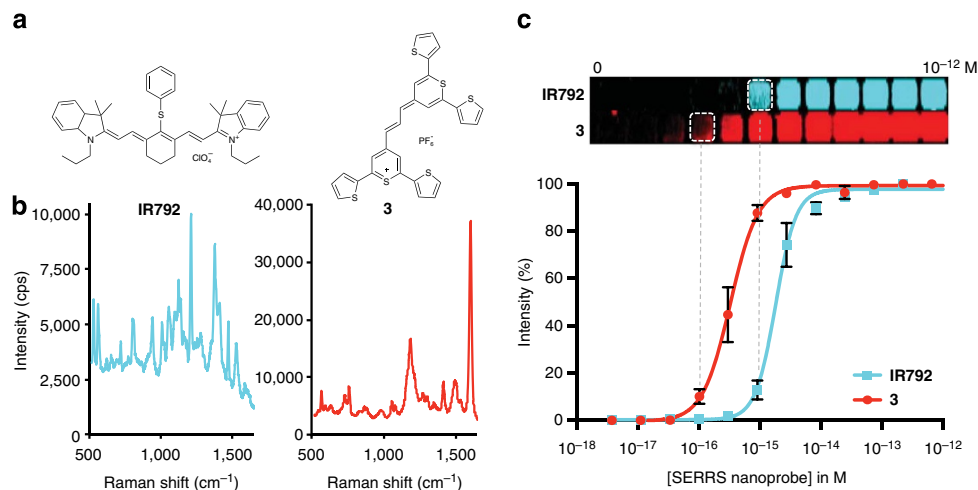 a
S
N
N+
ClO4−
S
S
S
S
PF6−
S
+
S
S
3
b
IR792
10,000
7,500
5,000
2,500
0
500
1,000
1,500
Intensity (cps)
Raman shift (cm−1)
40,000
30,000
20,000
10,000
0
500
1,000
1,500
Raman shift (cm−1)
c
0
10−12 M
IR792
3
100
80
60
40
20
0
Intensity (%)
IR792
3
10−18
10−17
10−16
10−15
10−14
10−13
10−12
[SERRS nanoprobe] in M